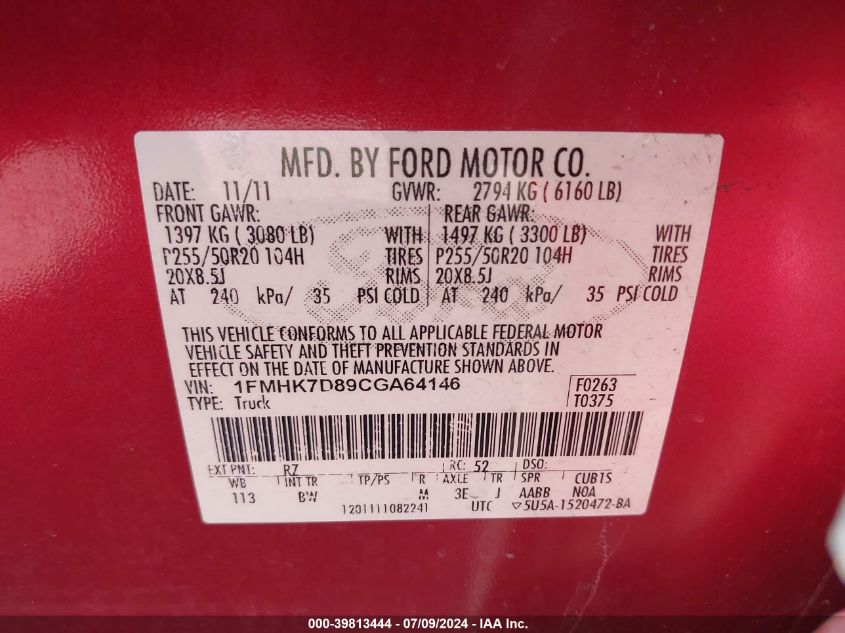 MFD. BY FORD MOTOR CO.
DATE: 11/11 GVWR: 2794 KG ( 6160 LB)
FRONT GAWR: REAR GAWR:
1397 KG ( 3080 LB) WITH 1497 KG ( 3300 LB) WITH
P255/50R20 104H TIRES P255/50R20 104H TIRES
20X8.5J RIMS 20X8.5J RIMS
AT 240 kPa/ 35 PSI COLD AT 240 kPa/ 35 PSI COLD
THIS VEHICLE CONFORMS TO ALL APPLICABLE FEDERAL MOTOR
VEHICLE SAFETY AND THEFT PREVENTION STANDARDS IN
EFFECT ON THE DATE OF MANUFACTURE SHOWN ABOVE.
VIN: 1FMHK7D89CGA64146 F0263
TYPE: Truck T0375
EXT PNT: RZ RC: 52 DSO:
WB INT TR TP/PS R AXLE TR SPR CUB1S
113 BW M 3E J AABB NOA
1201111082241 UTC ▽5U5A-1520472-BA
000-39813444 / 07/09/2024 / IAA Inc.